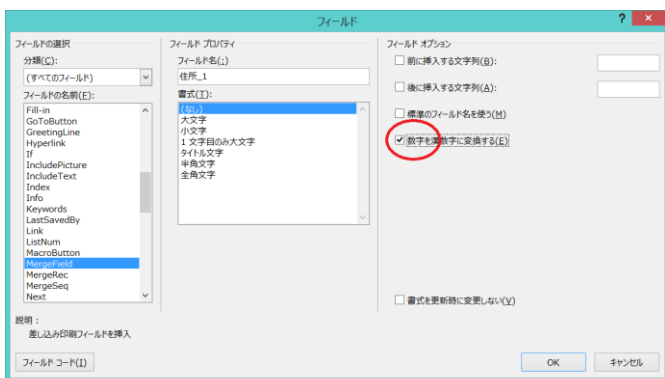 フィールド
? ×
フィールドの選択
分類(C):
(すべてのフィールド)
フィールドの名前(F):
Fill-in
GoToButton
GreetingLine
Hyperlink
If
IncludePicture
IncludeText
Index
Info
Keywords
LastSavedBy
Link
ListNum
MacroButton
MergeField
MergeRec
MergeSeq
Next
フィールド プロパティ
フィールド名(:)
住所_1
書式(T):
(なし)
大文字
小文字
1 文字目のみ大文字
タイトル文字
半角文字
全角文字
フィールド オプション
前に挿入する文字列(B):
後に挿入する文字列(A):
標準のフィールド名を使う(M)
数字を漢数字に変換する(E)
書式を更新時に変更しない(V)
説明:
差し込み印刷フィールドを挿入
フィールド コード(I)
OK
キャンセル